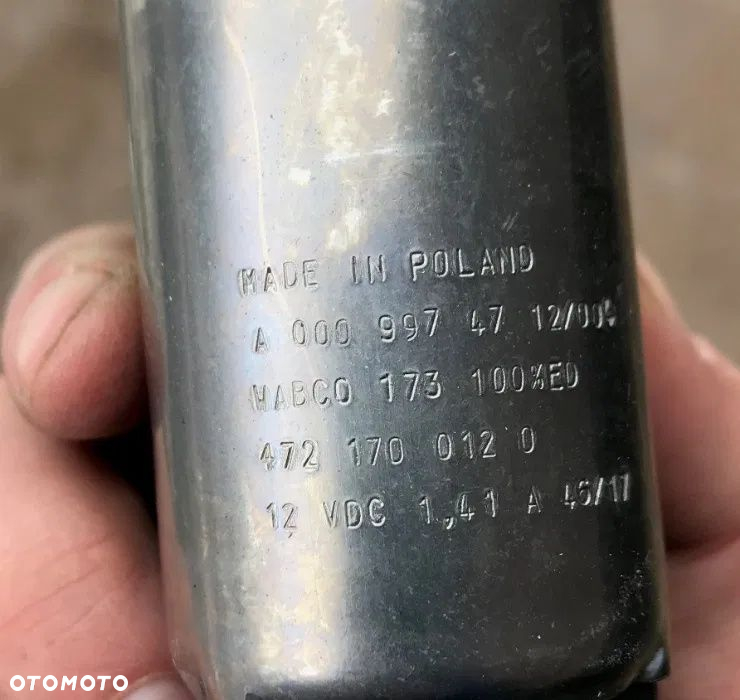 MADE IN POLAND
A 000 997 47 12/00
WABCO 173 100%ED
472 170 012 0
12 VDC 1,41 A 46/17
OTOMOTO